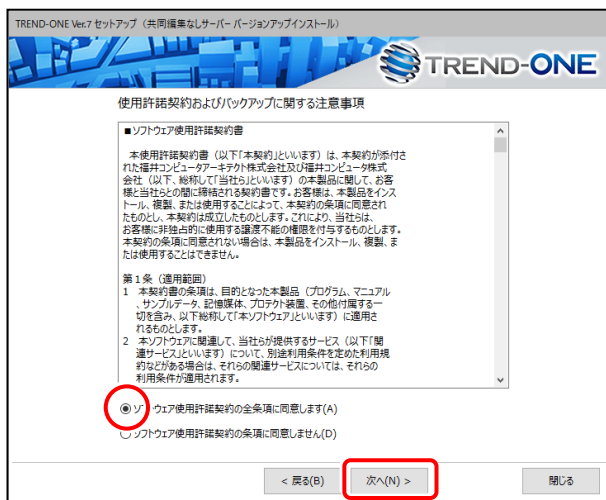 TREND-ONE Ver.7 セットアップ（共同編集なしサーバー バージョンアップインストール）
TREND-ONE
使用許諾契約およびバックアップに関する注意事項
■ソフトウェア使用許諾契約書
本使用許諾契約書（以下「本契約」といいます）は、本契約が添付さ
れた福井コンピュータアーキテクト株式会社及び福井コンピュータ株式
会社（以下、総称して「当社ら」といいます）の本製品に関して、お客
様と当社らとの間に締結される契約書です。お客様は、本製品をインス
トール、複製、または使用することによって、本契約の条項に同意され
たものとし、本契約は成立したものとします。これにより、当社らは、
お客様に非独占的に使用する譲渡不能の権限を付与するものとします。
本契約の条項に同意されない場合は、本製品をインストール、複製、ま
たは使用することはできません。
第１条（適用範囲）
1 本契約書の条項は、目的となった本製品（プログラム、マニュアル
、サンプルデータ、記憶媒体、プロテクト装置、その他付属する一
切を含み、以下総称して「本ソフトウェア」といいます）に適用さ
れるものとします。
2 本ソフトウェアに関連して、当社らが提供するサービス（以下「関
連サービス」といいます）について、別途利用条件を定めた利用規
約などがある場合は、それらの関連サービスについては、それらの
利用条件が適用されます。
ソフトウェア使用許諾契約の全条項に同意します(A)
ソフトウェア使用許諾契約の条項に同意しません(D)
< 戻る(B) 次へ(N) > 閉じる